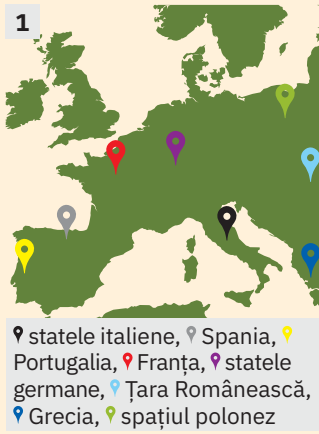 1
statele italiene, Spania,
Portugalia, Franța, statele
germane, Țara Românească,
Grecia, spațiul polonez